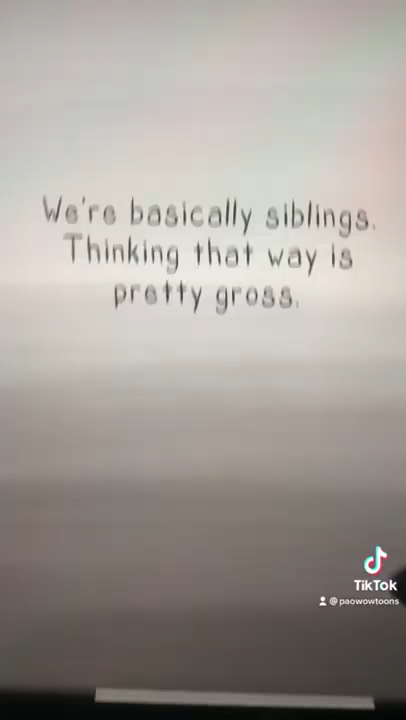 We're basically siblings.
Thinking that way is
pretty gross.
TikTok
@paowowtoons